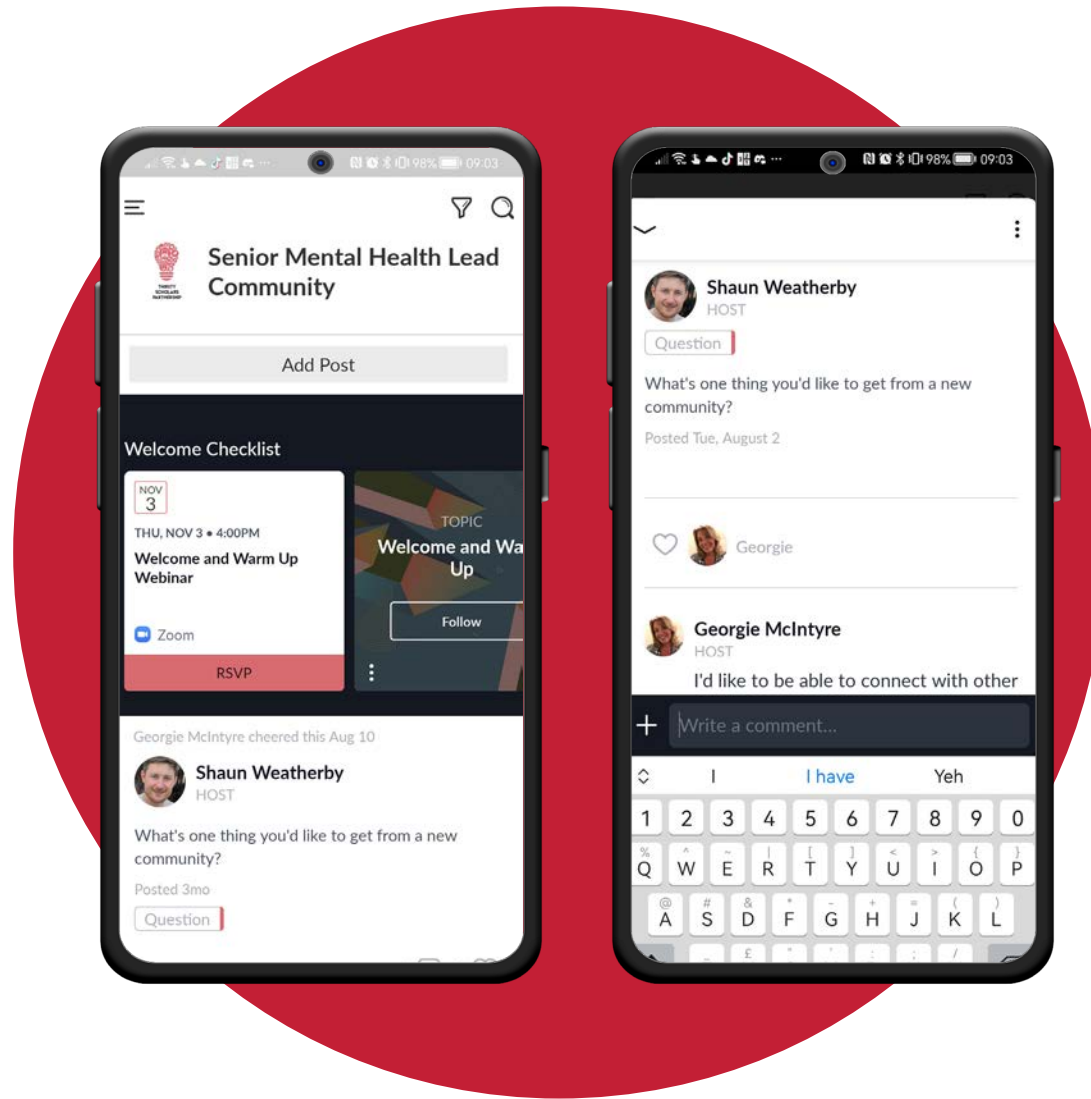 98% 09:03
Senior Mental Health Lead
Community
THIRSTY
SCHOLARS
PARTNERSHIP
Add Post
Welcome Checklist
NOV
3
THU, NOV 3 • 4:00PM
Welcome and Warm Up
Webinar
Zoom
RSVP
TOPIC
Welcome and Wa
Up
Follow
Georgie McIntyre cheered this Aug 10
Shaun Weatherby
HOST
What's one thing you'd like to get from a new
community?
Posted 3mo
Question
98% 09:03
Shaun Weatherby
HOST
Question
What's one thing you'd like to get from a new
community?
Posted Tue, August 2
Georgie
Georgie McIntyre
HOST
I'd like to be able to connect with other
Write a comment...
I I have Yeh
1 2 3 4 5 6 7 8 9 0
% ^ ~ | [ ] < > { }
Q W E R T Y U I O P
@ # & * - + = ( )
A S D F G H J K L